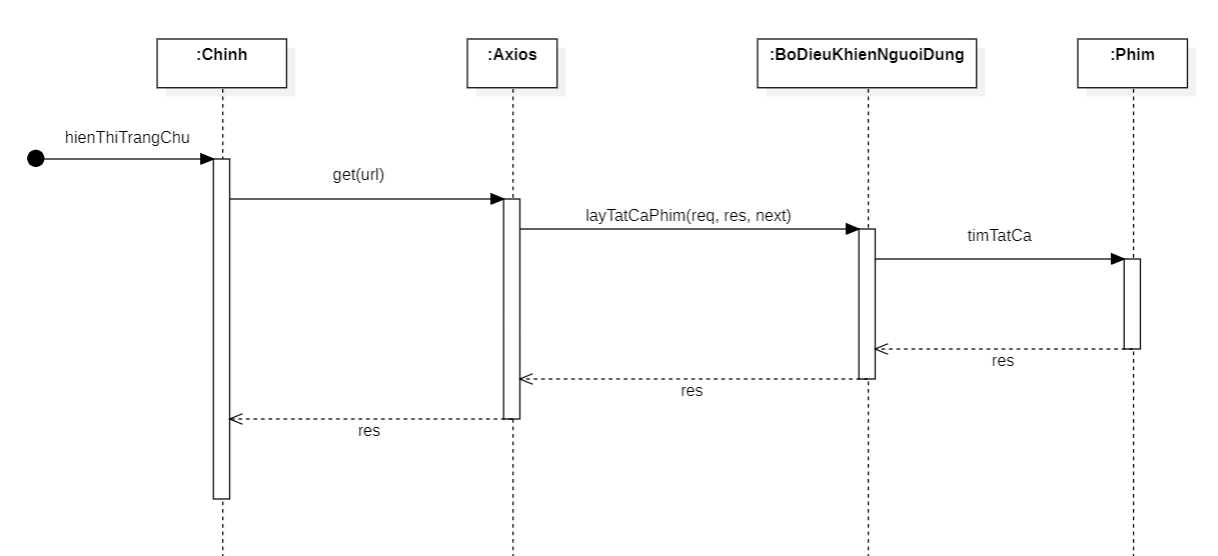 :Chinh
:Axios
:BoDieuKhienNguoiDung
:Phim
hienThiTrangChu
get(url)
layTatCaPhim(req, res, next)
timTatCa
res
res
res